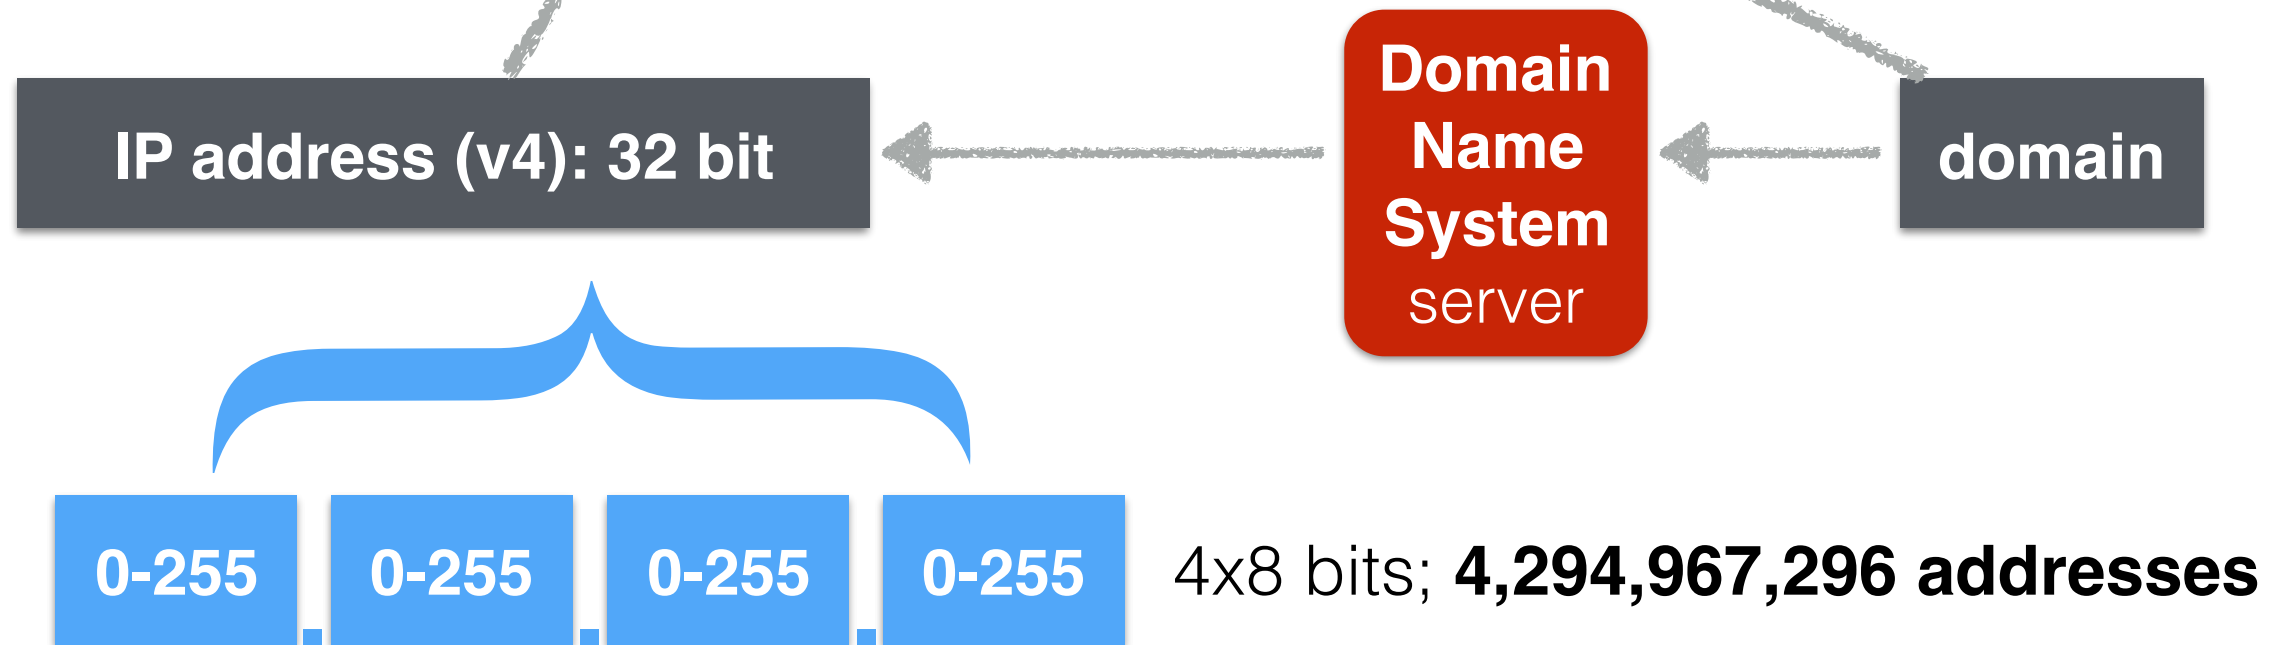 IP address (v4): 32 bit
Domain
Name
System
server
domain
0-255 . 0-255 . 0-255 . 0-255
4x8 bits; 4,294,967,296 addresses